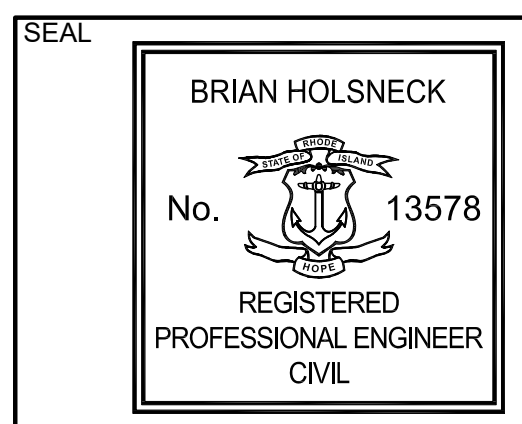 SEAL
BRIAN HOLSNECK
RHODE
STATE OF ISLAND
No. 13578
HOPE
REGISTERED
PROFESSIONAL ENGINEER
CIVIL